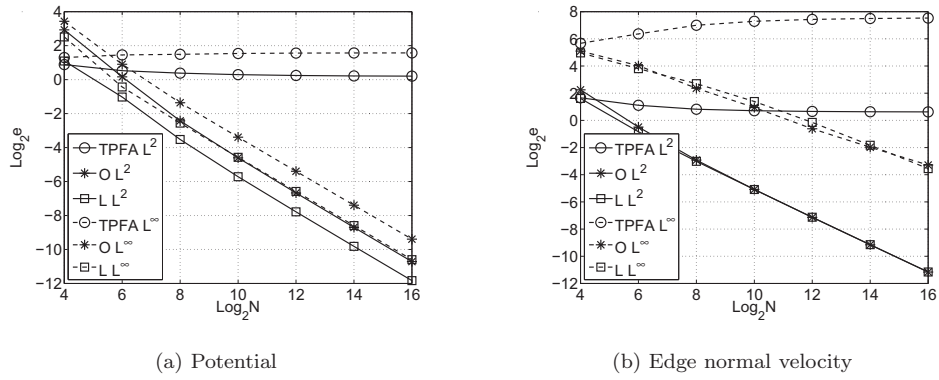 4
2
0
−2
−4
−6
−8
−10
−12
Log₂e
TPFA L²
O L²
L L²
TPFA L^∞
O L^∞
L L^∞
4 6 8 10 12 14 16
Log₂N
(a) Potential
8
6
4
2
0
−2
−4
−6
−8
−10
−12
Log₂e
TPFA L²
O L²
L L²
TPFA L^∞
O L^∞
L L^∞
4 6 8 10 12 14 16
Log₂N
(b) Edge normal velocity